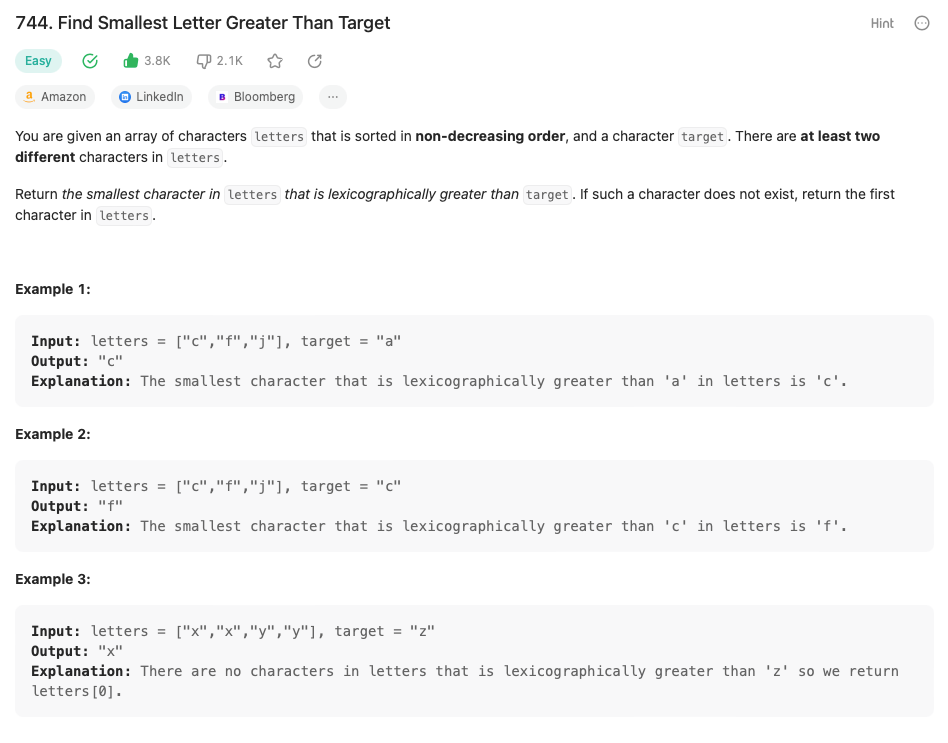 744. Find Smallest Letter Greater Than Target
Hint
Easy 3.8K 2.1K
Amazon LinkedIn Bloomberg ...
You are given an array of characters letters that is sorted in non-decreasing order, and a character target. There are at least two
different characters in letters.
Return the smallest character in letters that is lexicographically greater than target. If such a character does not exist, return the first
character in letters.
Example 1:
Input: letters = ["c","f","j"], target = "a"
Output: "c"
Explanation: The smallest character that is lexicographically greater than 'a' in letters is 'c'.
Example 2:
Input: letters = ["c","f","j"], target = "c"
Output: "f"
Explanation: The smallest character that is lexicographically greater than 'c' in letters is 'f'.
Example 3:
Input: letters = ["x","x","y","y"], target = "z"
Output: "x"
Explanation: There are no characters in letters that is lexicographically greater than 'z' so we return
letters[0].